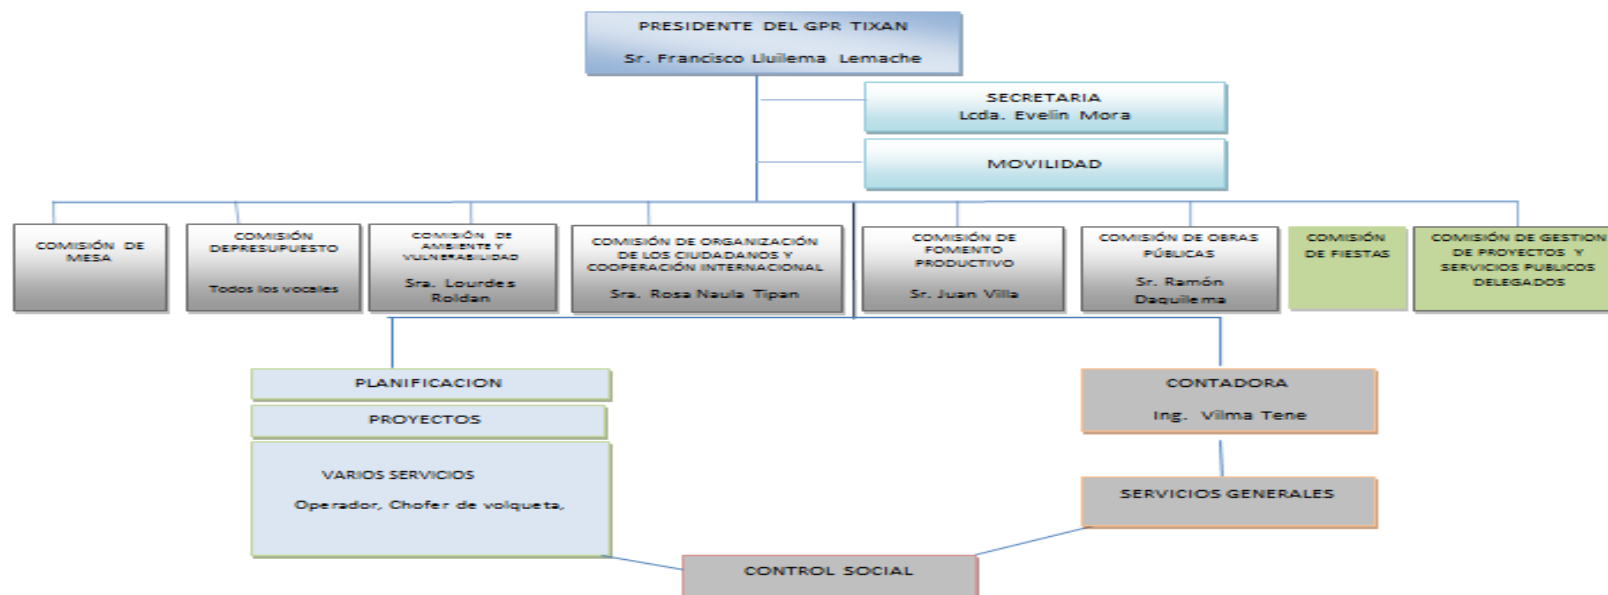 PRESIDENTE DEL GPR TIXAN
Sr. Francisco Lluilema Lemache
SECRETARIA
Lcda. Evelin Mora
MOVILIDAD
COMISIÓN DE
MESA
COMISIÓN
DEPRESUPUESTO
Todos los vocales
COMISIÓN DE
AMBIENTE Y
VULNERABILIDAD
Sra. Lourdes
Roldan
COMISIÓN DE ORGANIZACIÓN
DE LOS CIUDADANOS Y
COOPERACIÓN INTERNACIONAL
Sra. Rosa Naula Tipan
COMISIÓN DE
FOMENTO
PRODUCTIVO
Sr. Juan Villa
COMISIÓN DE OBRAS
PÚBLICAS
Sr. Ramón
Daquilema
COMISIÓN
DE FIESTAS
COMISIÓN DE GESTION
DE PROYECTOS Y
SERVICIOS PUBLICOS
DELEGADOS
PLANIFICACION
PROYECTOS
VARIOS SERVICIOS
Operador, Chofer de volqueta,
CONTADORA
Ing. Vilma Tene
SERVICIOS GENERALES
CONTROL SOCIAL